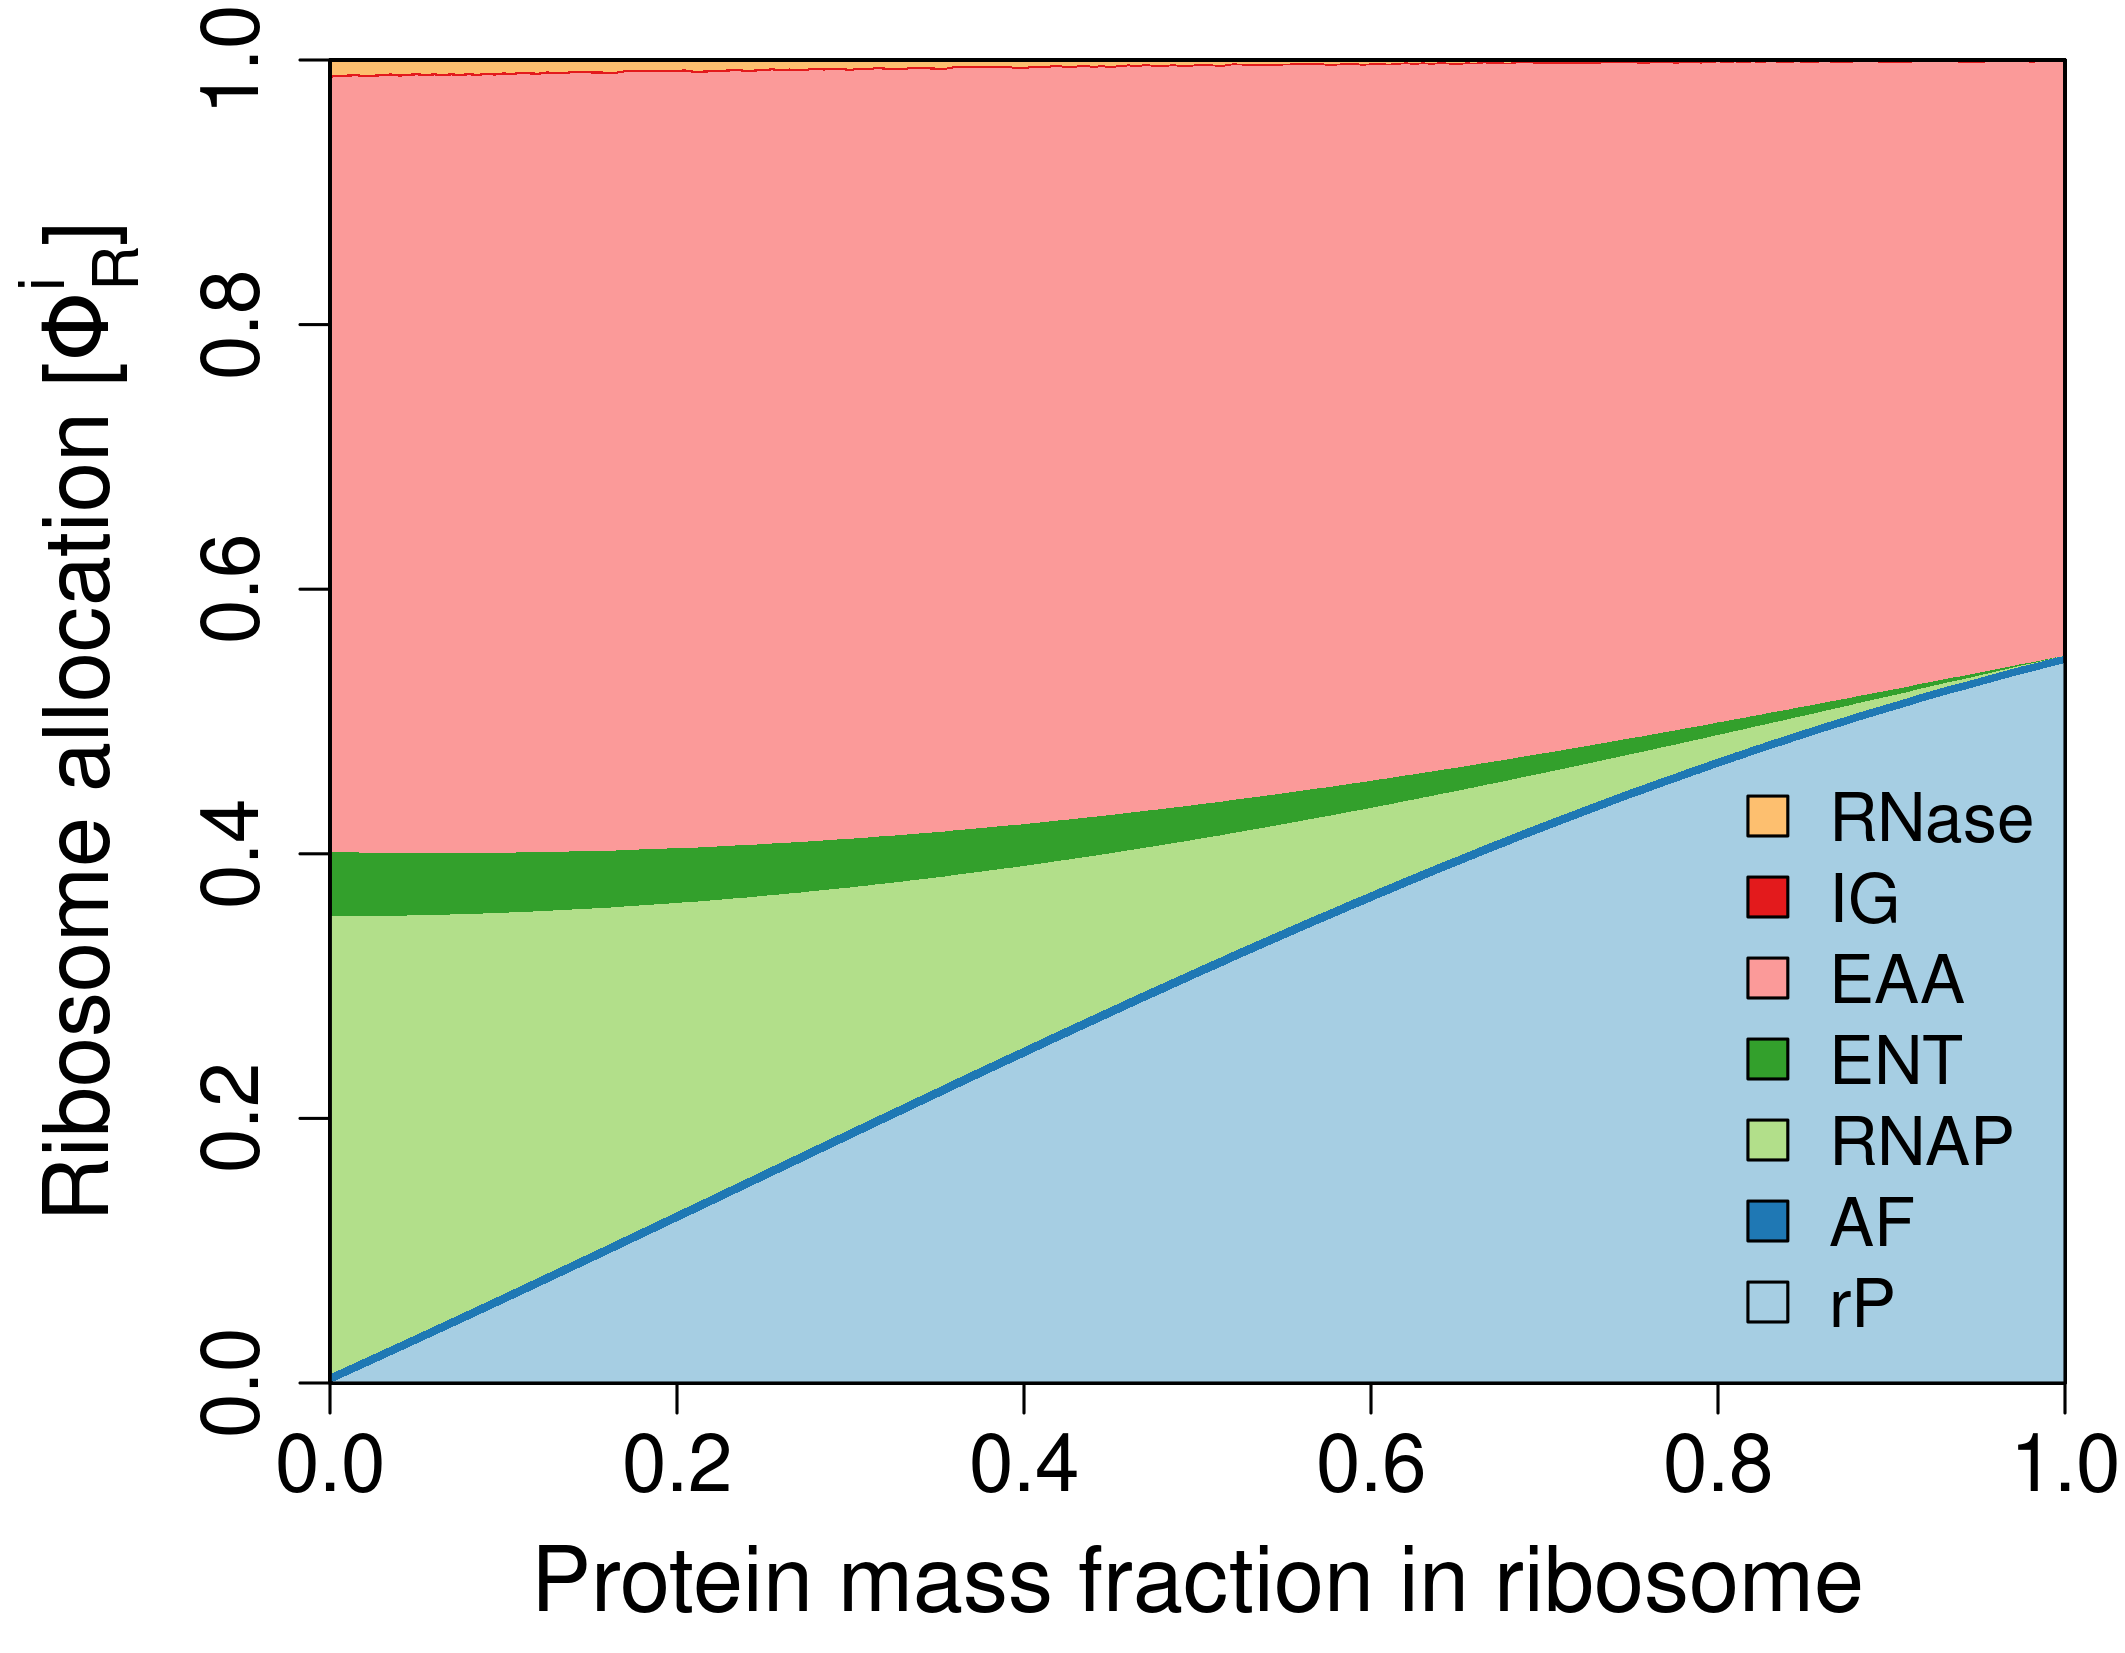 Ribosome allocation [Φ^i_R]
1.0
0.8
0.6
0.4
0.2
0.0
RNase
IG
EAA
ENT
RNAP
AF
rP
0.0 0.2 0.4 0.6 0.8 1.0
Protein mass fraction in ribosome